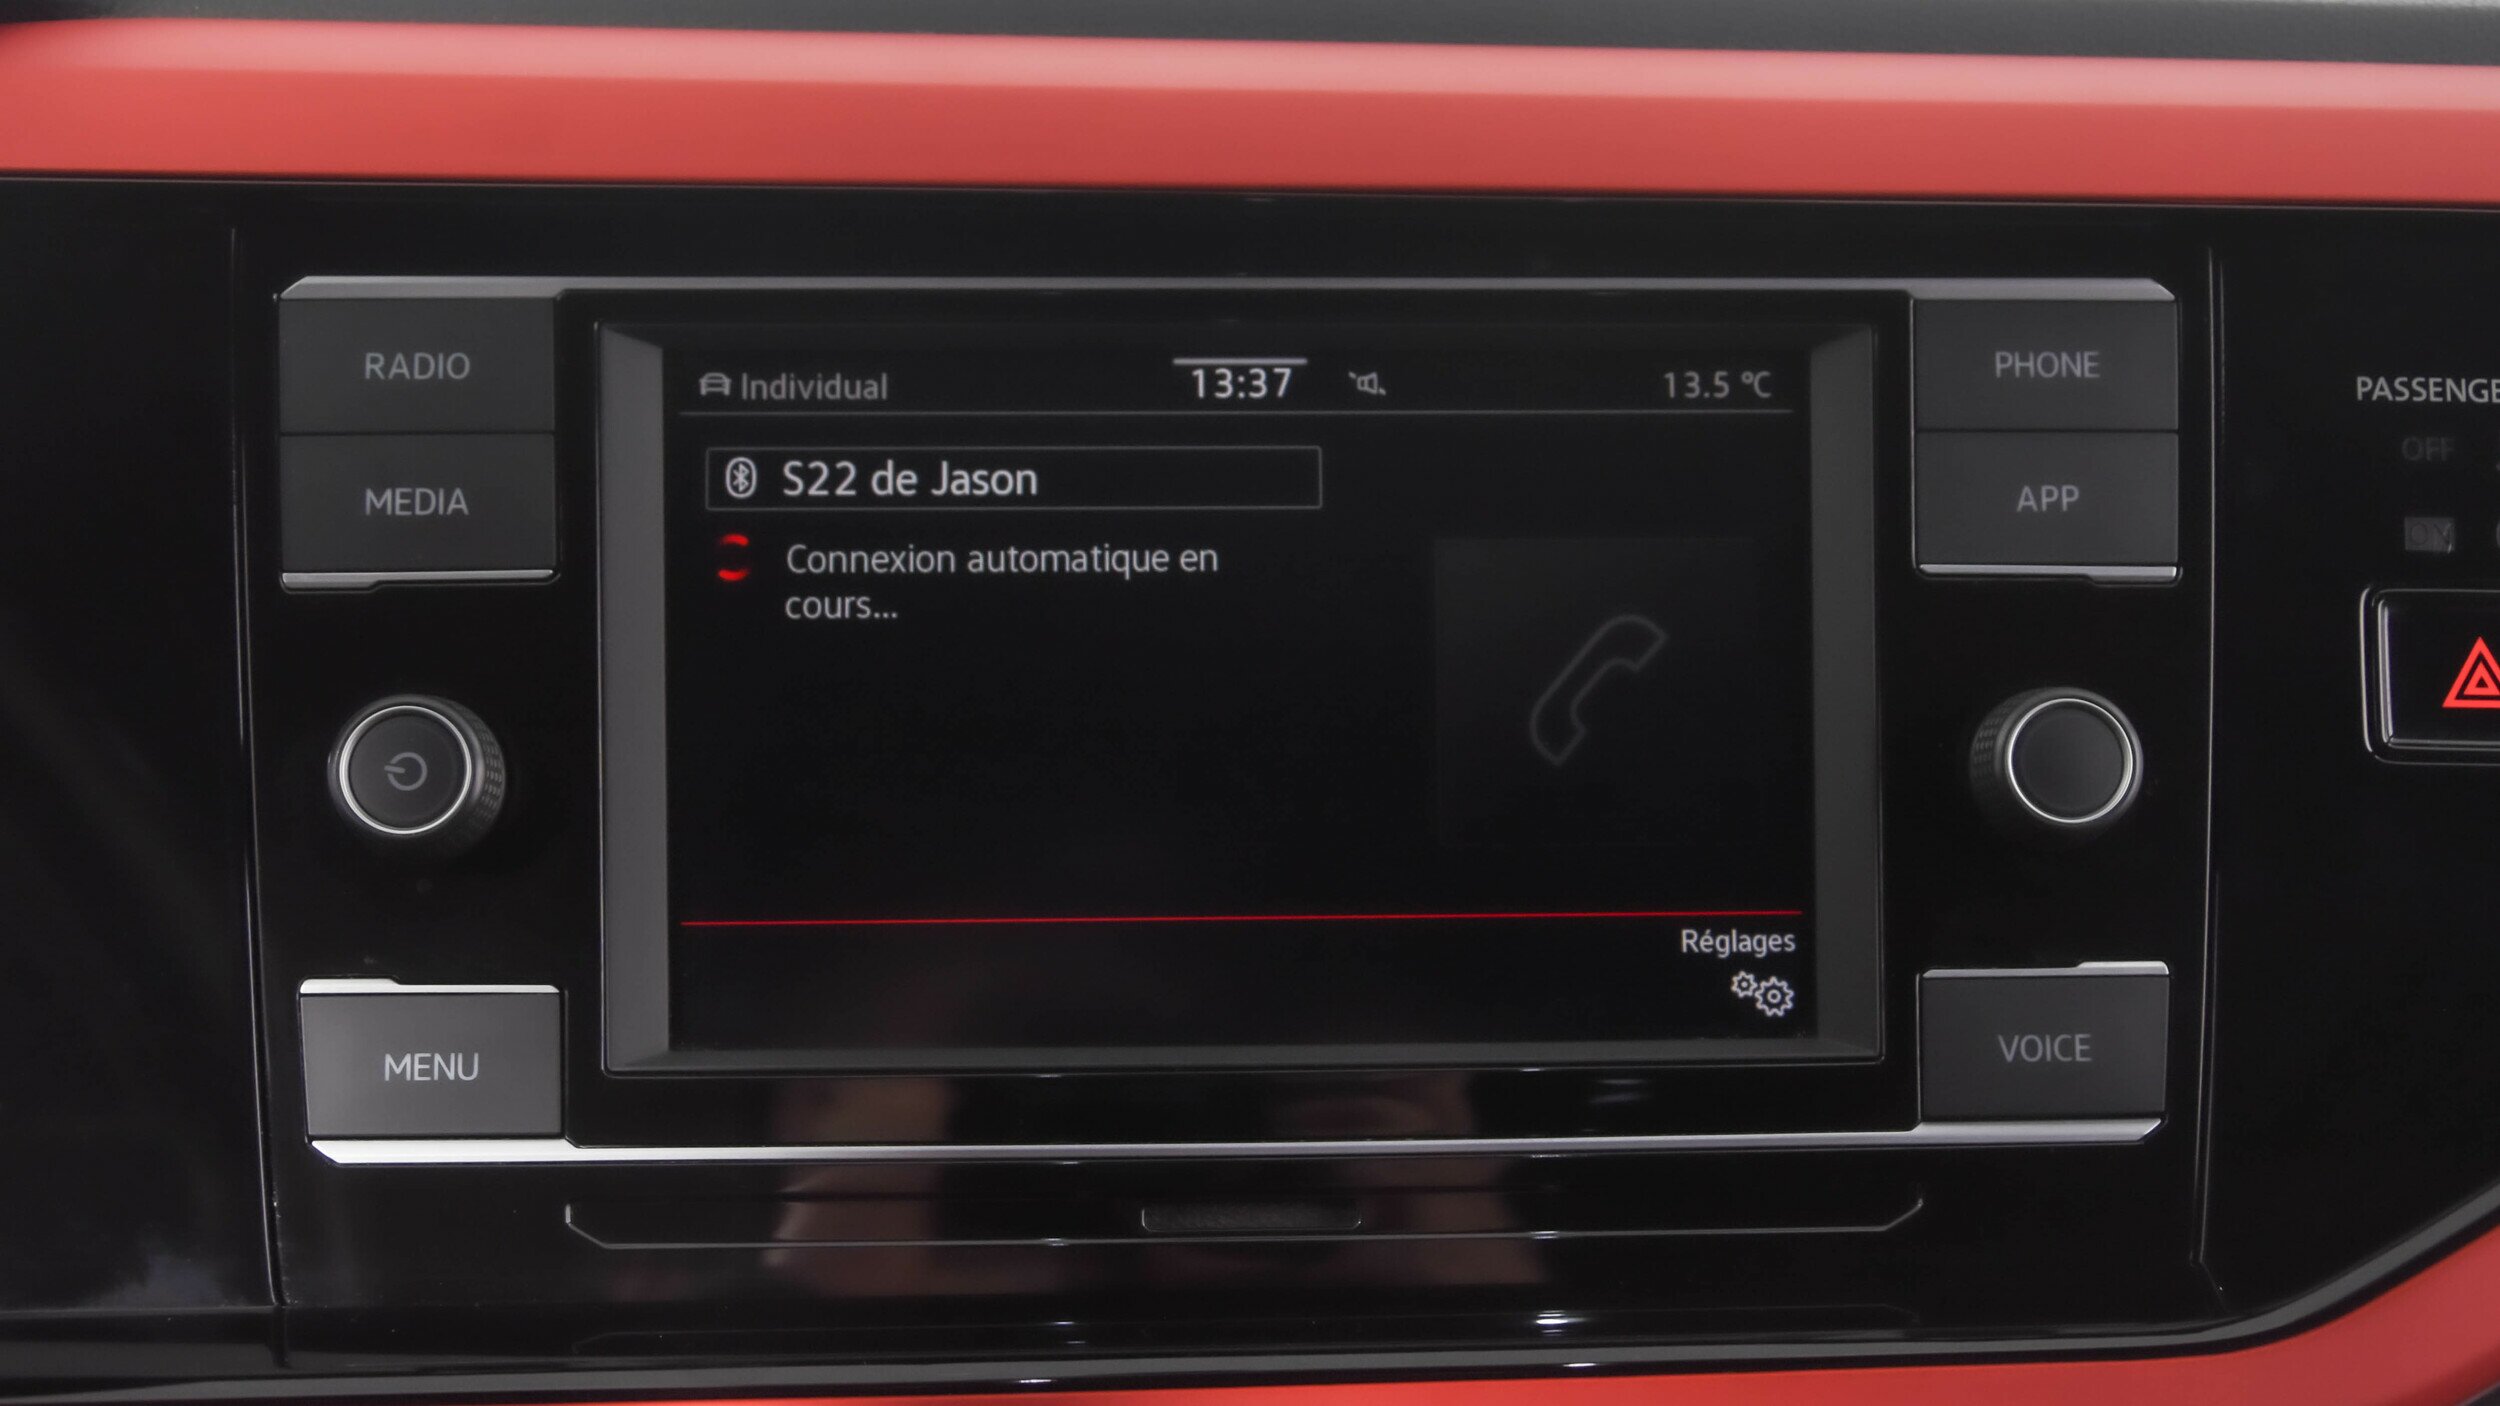 RADIO
MEDIA
MENU
Individual
13:37
13.5 °C
S22 de Jason
Connexion automatique en
cours...
Réglages
PHONE
APP
VOICE
PASSENGE
OFF
ON